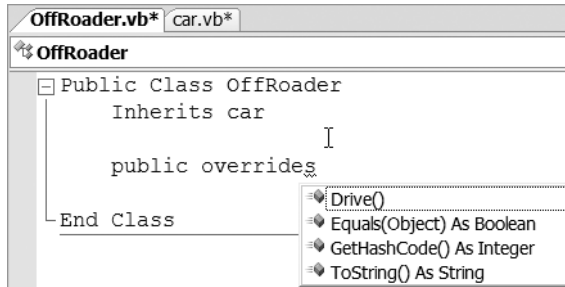 OffRoader.vb* car.vb*
OffRoader
Public Class OffRoader
Inherits car
public overrides
Drive()
Equals(Object) As Boolean
GetHashCode() As Integer
ToString() As String
End Class